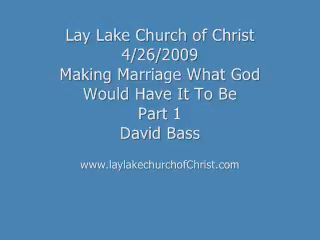 Lay Lake Church of Christ
4/26/2009
Making Marriage What God
Would Have It To Be
Part 1
David Bass
www.laylakechurchofChrist.com